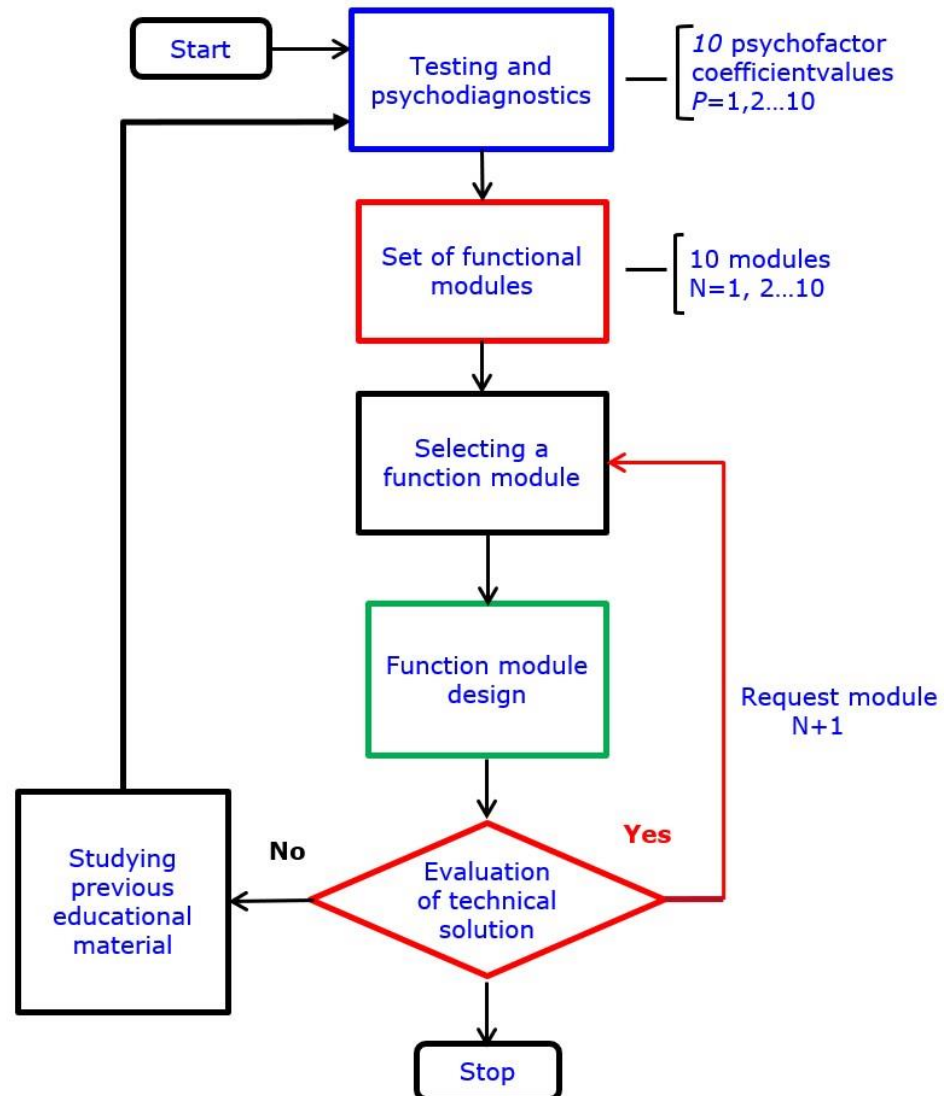 Start
Testing and
psychodiagnostics
10 psychofactor
coefficientvalues
P=1,2...10
Set of functional
modules
10 modules
N=1, 2...10
Selecting a
function module
Function module
design
Request module
N+1
Studying
previous
educational
material
No
Yes
Evaluation
of technical
solution
Stop